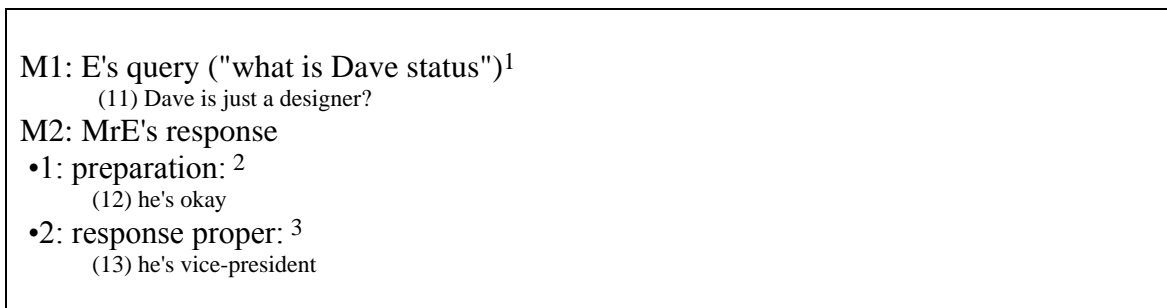 M1: E's query ("what is Dave status")1
(11) Dave is just a designer?
M2: MrE's response
•1: preparation: 2
(12) he's okay
•2: response proper: 3
(13) he's vice-president